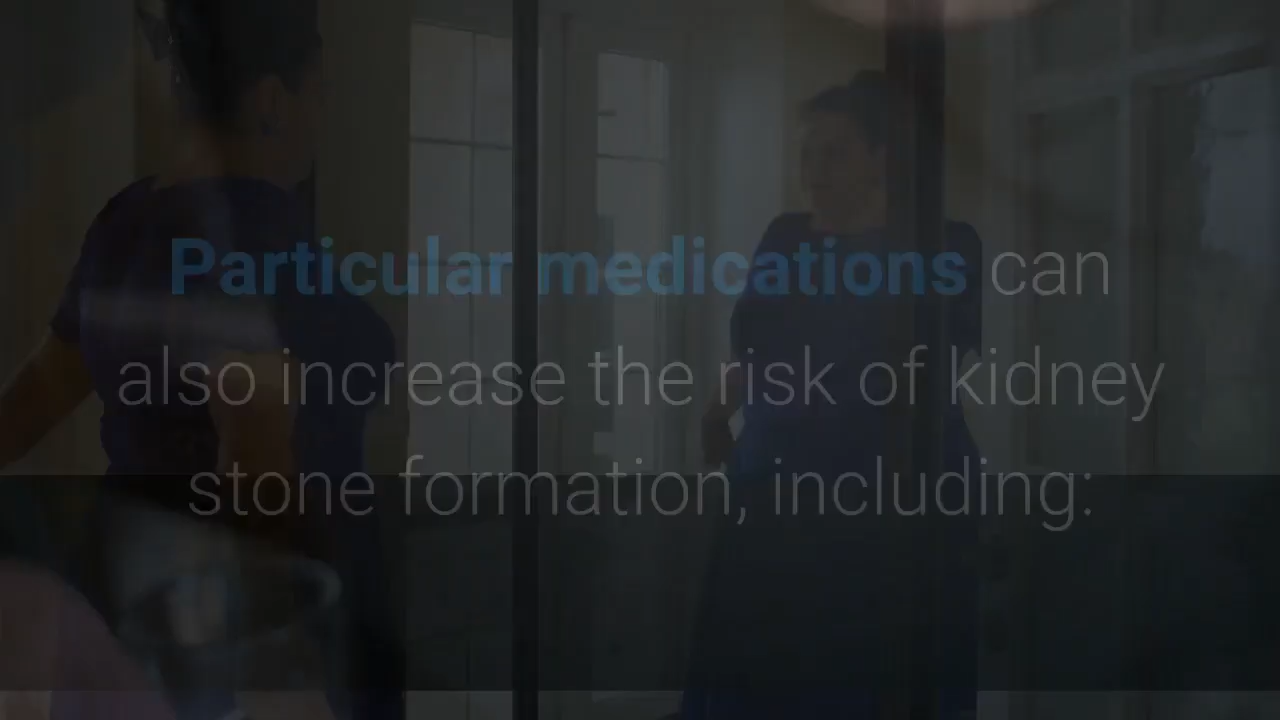 Particular medications can
also increase the risk of kidney
stone formation, including: